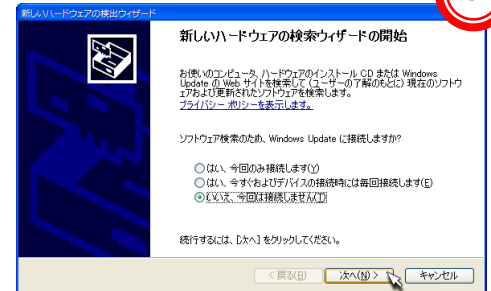 新しいハードウェアの検出ウィザード
新しいハードウェアの検索ウィザードの開始
お使いのコンピュータ、ハードウェアのインストール CD または Windows
Update の Web サイトを検索して (ユーザーの了解のもとに) 現在のソフトウ
ェアおよび更新されたソフトウェアを検索します。
プライバシー ポリシーを表示します。
ソフトウェア検索のため、Windows Update に接続しますか?
はい、今回のみ接続します(Y)
はい、今すぐおよびデバイスの接続時には毎回接続します(E)
いいえ、今回は接続しません(T)
続行するには、[次へ] をクリックしてください。
< 戻る(B)
次へ(N) >
キャンセル